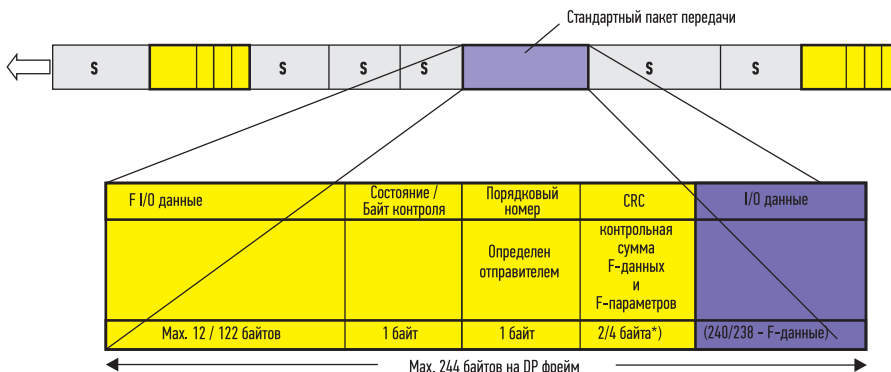 Стандартный пакет передачи
S S S S S S
F I/O данные
Состояние /
Байт контроля
Порядковый
номер
CRC
I/O данные
Определен
отправителем
контрольная
сумма
F-данных
и
F-параметров
Max. 12 / 122 байтов
1 байт
1 байт
2/4 байта*)
(240/238 – F-данные)
Мах. 244 байтов на DP фрейм